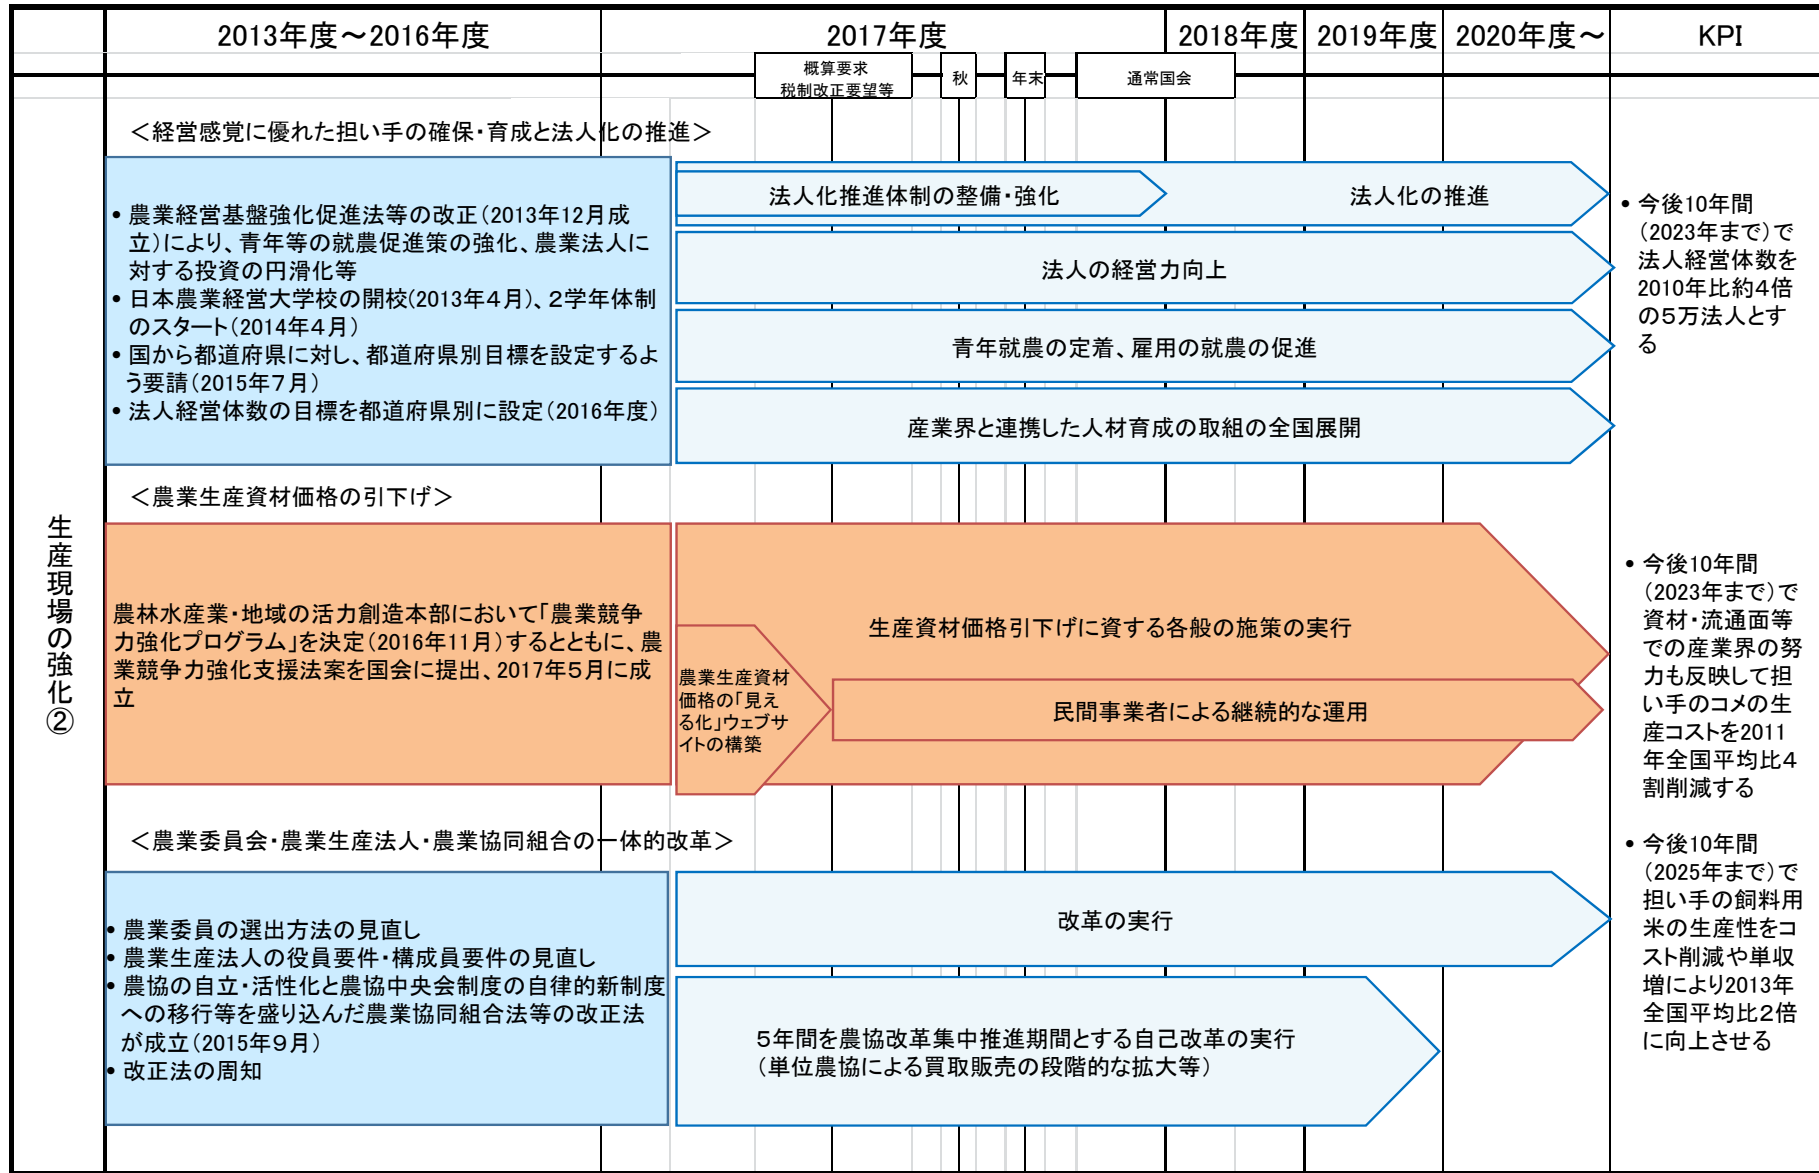 2013年度～2016年度
2017年度
2018年度
2019年度
2020年度～
KPI
概算要求
税制改正要望等
秋
年末
通常国会
生産現場の強化②
＜経営感覚に優れた担い手の確保・育成と法人化の推進＞
• 農業経営基盤強化促進法等の改正（2013年12月成
立）により、青年等の就農促進策の強化、農業法人に
対する投資の円滑化等
• 日本農業経営大学校の開校(2013年４月)、２学年体制
のスタート（2014年４月）
• 国から都道府県に対し、都道府県別目標を設定するよ
う要請（2015年７月）
• 法人経営体数の目標を都道府県別に設定（2016年度）
法人化推進体制の整備・強化
法人化の推進
法人の経営力向上
青年就農の定着、雇用の就農の促進
産業界と連携した人材育成の取組の全国展開
• 今後10年間
（2023年まで）で
法人経営体数を
2010年比約４倍
の５万法人とす
る
＜農業生産資材価格の引下げ＞
農林水産業・地域の活力創造本部において「農業競争
力強化プログラム」を決定（2016年11月）するとともに、農
業競争力強化支援法案を国会に提出、2017年５月に成
立
生産資材価格引下げに資する各般の施策の実行
農業生産資材
価格の「見え
る化」ウェブサ
イトの構築
民間事業者による継続的な運用
• 今後10年間
（2023年まで）で
資材・流通面等
での産業界の努
力も反映して担
い手のコメの生
産コストを2011
年全国平均比４
割削減する
＜農業委員会・農業生産法人・農業協同組合の一体的改革＞
• 農業委員の選出方法の見直し
• 農業生産法人の役員要件・構成員要件の見直し
• 農協の自立・活性化と農協中央会制度の自律的新制度
への移行等を盛り込んだ農業協同組合法等の改正法
が成立（2015年９月）
• 改正法の周知
改革の実行
５年間を農協改革集中推進期間とする自己改革の実行
（単位農協による買取販売の段階的な拡大等）
• 今後10年間
（2025年まで）で
担い手の飼料用
米の生産性をコ
スト削減や単収
増により2013年
全国平均比２倍
に向上させる